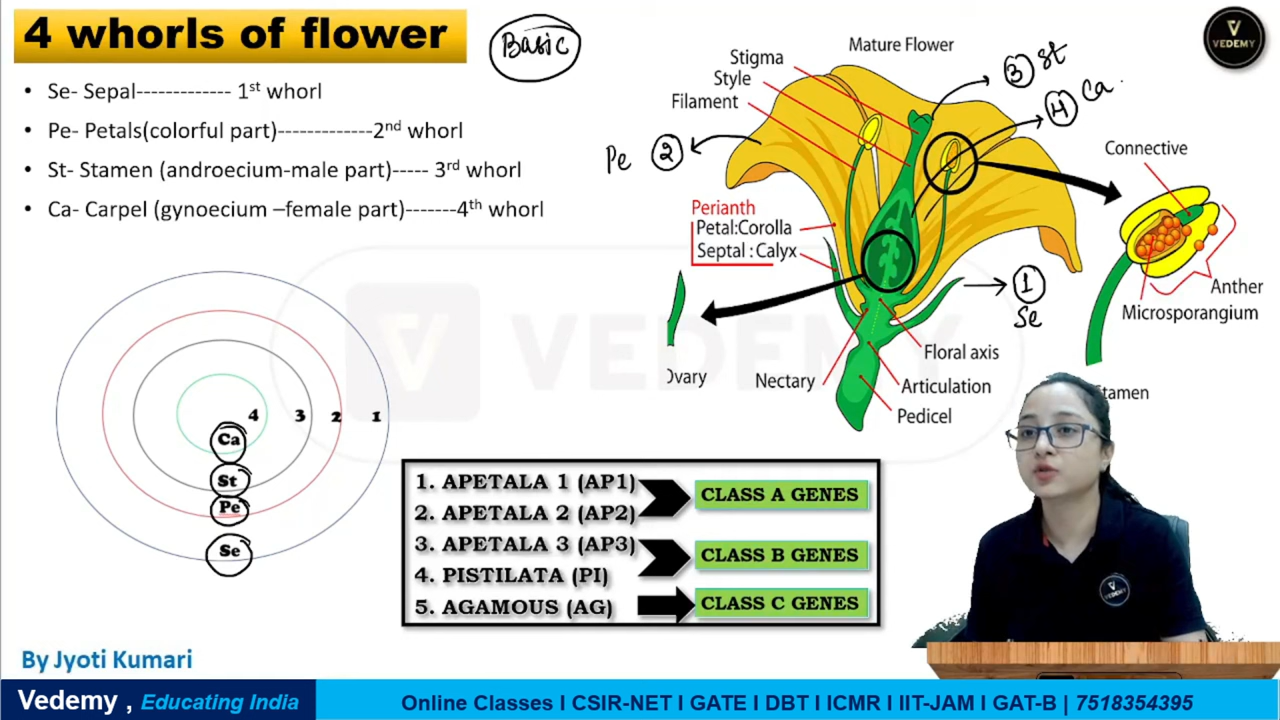 4 whorls of flower
Basic
• Se- Sepal------------- 1st whorl
• Pe- Petals(colorful part)-------------2nd whorl
• St- Stamen (androecium-male part)----- 3rd whorl
• Ca- Carpel (gynoecium –female part)-------4th whorl
Mature Flower
Stigma
Style
Filament
3 St
4 Ca
Pe 2
1
Se
Perianth
Petal:Corolla
Septal : Calyx
Connective
Anther
Microsporangium
Ovary
Nectary
Floral axis
Articulation
Pedicel
Stamen
V
VEDEMY
VEDEMY
4 3 2 1
Ca
St
Pe
Se
1. APETALA 1 (AP1)
2. APETALA 2 (AP2)
3. APETALA 3 (AP3)
4. PISTILATA (PI)
5. AGAMOUS (AG)
CLASS A GENES
CLASS B GENES
CLASS C GENES
By Jyoti Kumari
Vedemy , Educating India
Online Classes I CSIR-NET I GATE I DBT I ICMR I IIT-JAM I GAT-B | 7518354395